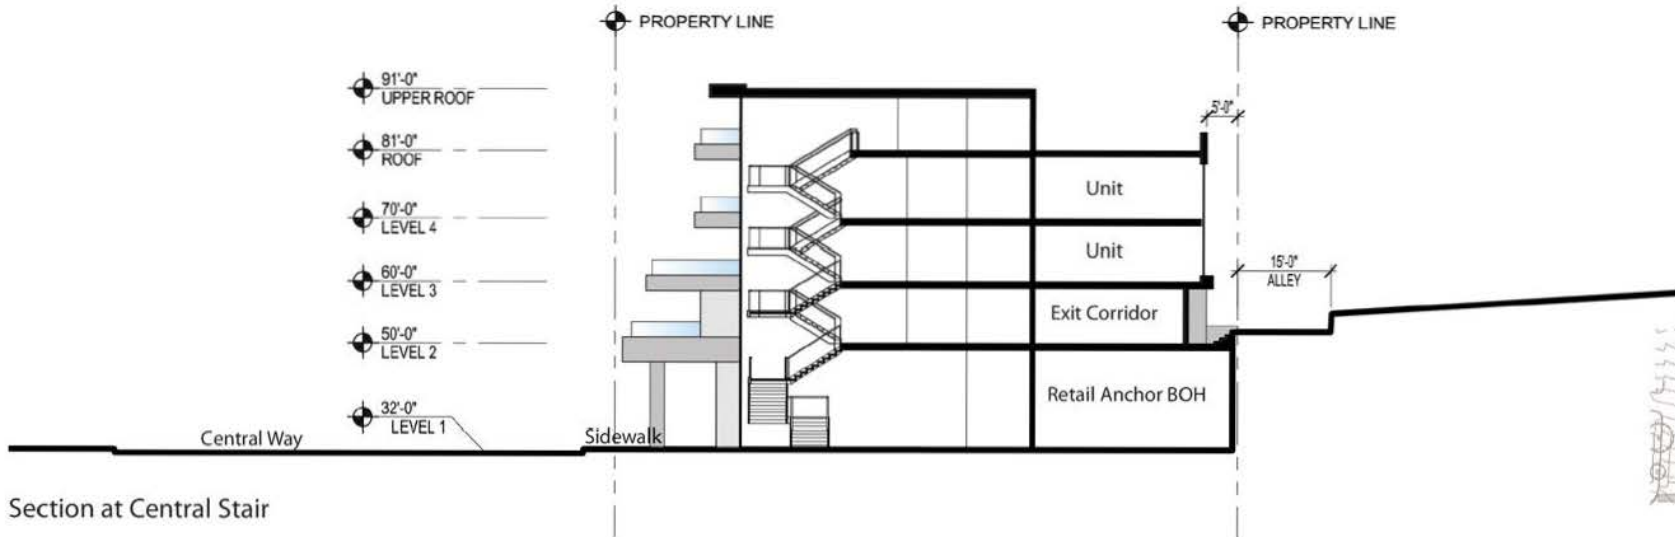 PROPERTY LINE
PROPERTY LINE
91'-0"
UPPER ROOF
5'-0"
81'-0"
ROOF
Unit
70'-0"
LEVEL 4
Unit
15'-0"
ALLEY
60'-0"
LEVEL 3
Exit Corridor
50'-0"
LEVEL 2
Retail Anchor BOH
32'-0"
LEVEL 1
Central Way
Sidewalk
Section at Central Stair